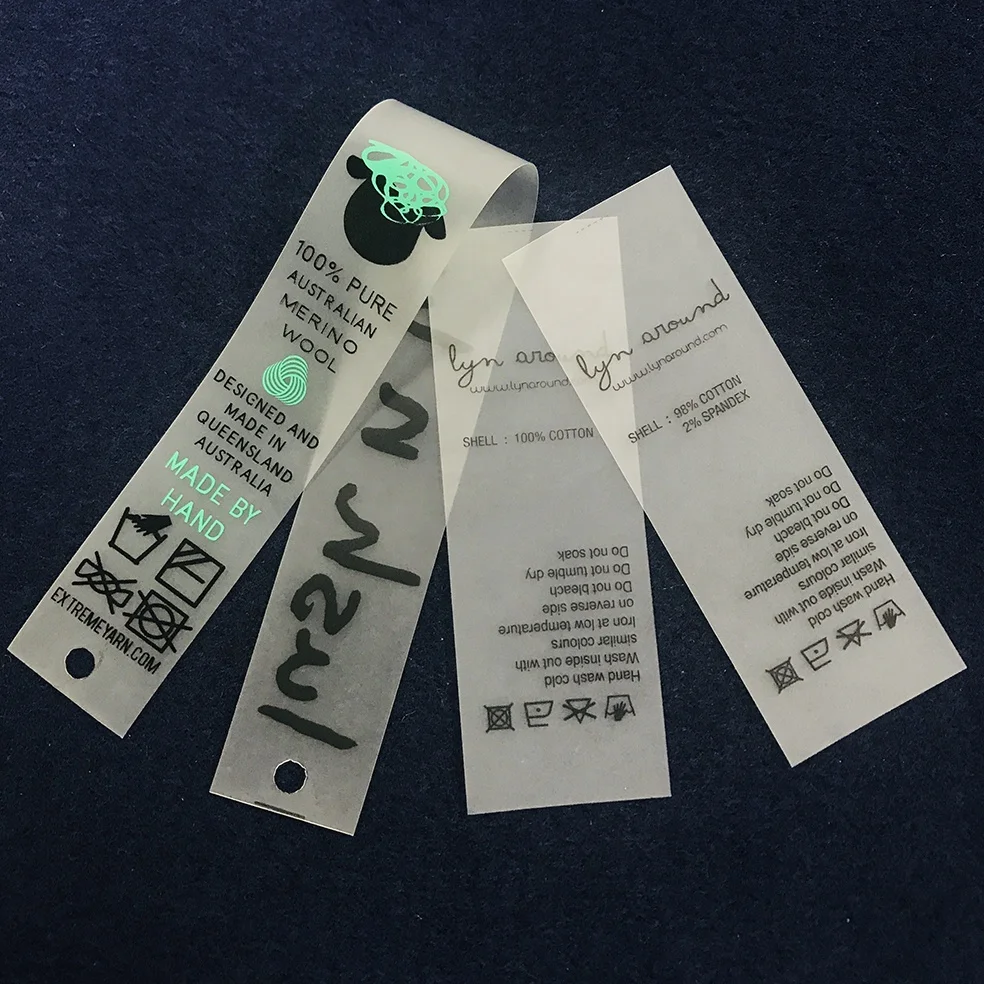 100% PURE
AUSTRALIAN
MERINO
WOOL
DESIGNED AND
MADE IN
QUEENSLAND
AUSTRALIA
MADE BY
HAND
EXTREMEYARN.COM
lyn around
www.lynaround
SHELL : 100% COTTON
Hand wash cold
Wash inside out with
similar colours
Iron at low temperature
on reverse side
Do not bleach
Do not tumble dry
Do not soak
lyn around
www.lynaround.com
SHELL : 98% COTTON
2% SPANDEX
Hand wash cold
Wash inside out with
similar colours
Iron at low temperature
on reverse side
Do not bleach
Do not tumble dry
Do not soak